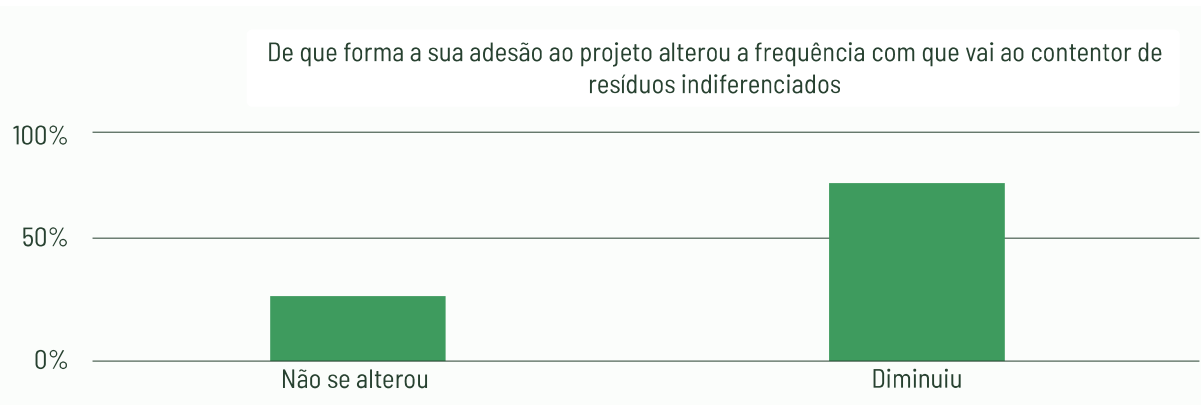 De que forma a sua adesão ao projeto alterou a frequência com que vai ao contentor de
resíduos indiferenciados
100%
50%
0%
Não se alterou
Diminuiu